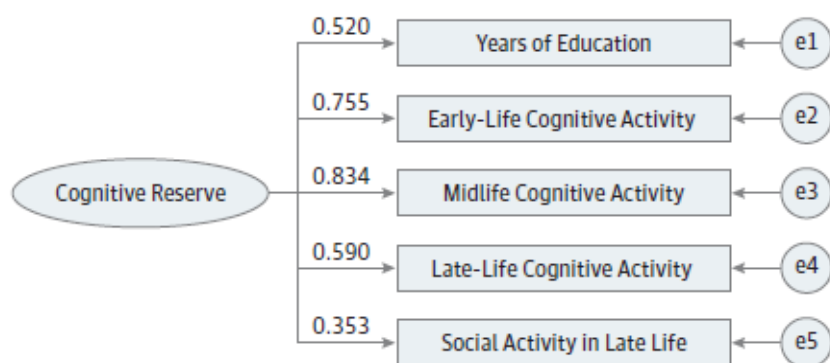 0.520
Years of Education
e1
0.755
Early-Life Cognitive Activity
e2
Cognitive Reserve
0.834
Midlife Cognitive Activity
e3
0.590
Late-Life Cognitive Activity
e4
0.353
Social Activity in Late Life
e5